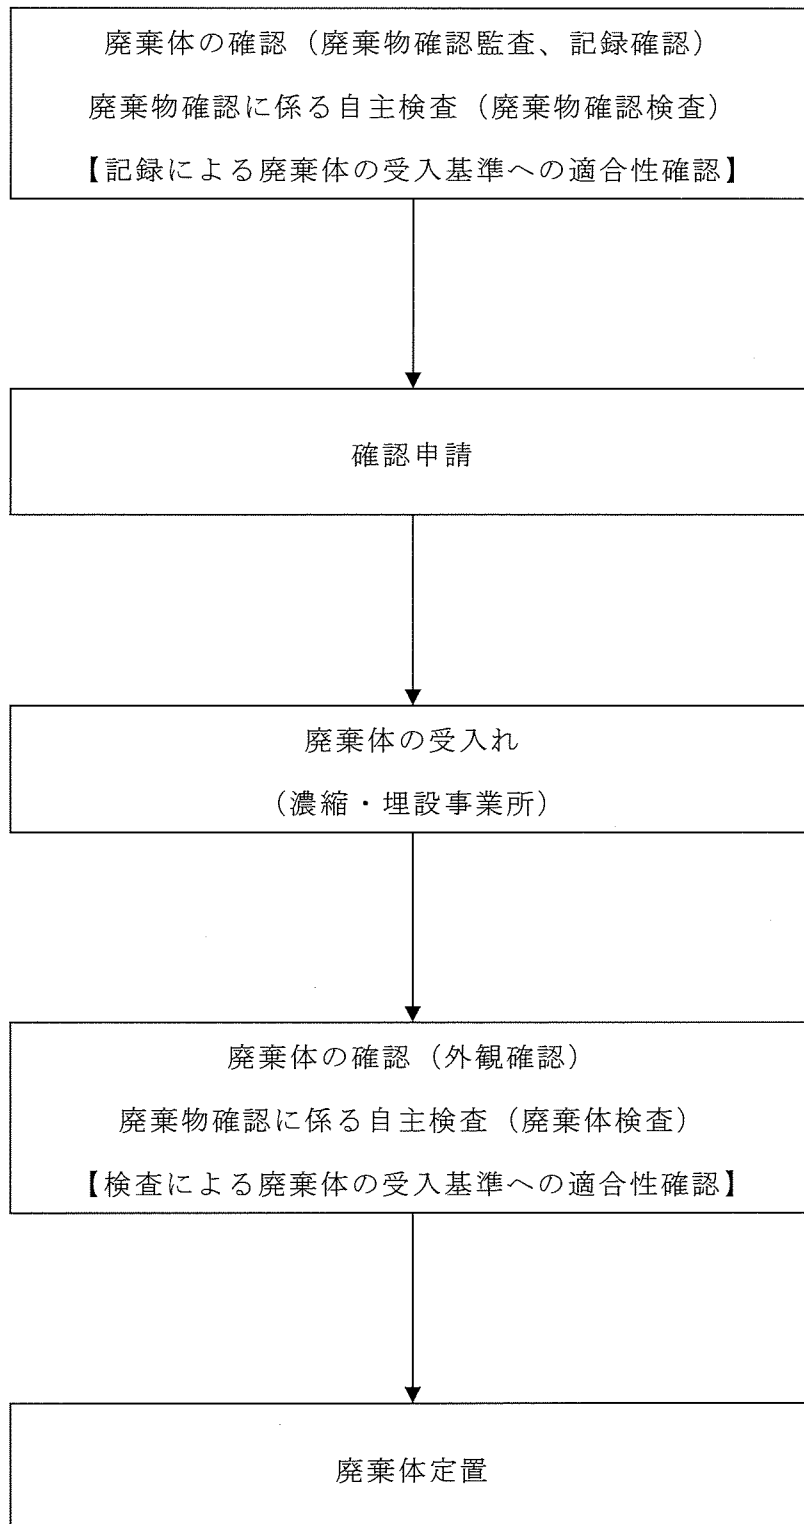 廃棄体の確認（廃棄物確認監査、記録確認）
廃棄物確認に係る自主検査（廃棄物確認検査）
【記録による廃棄体の受入基準への適合性確認】
確認申請
廃棄体の受入れ
（濃縮・埋設事業所）
廃棄体の確認（外観確認）
廃棄物確認に係る自主検査（廃棄体検査）
【検査による廃棄体の受入基準への適合性確認】
廃棄体定置